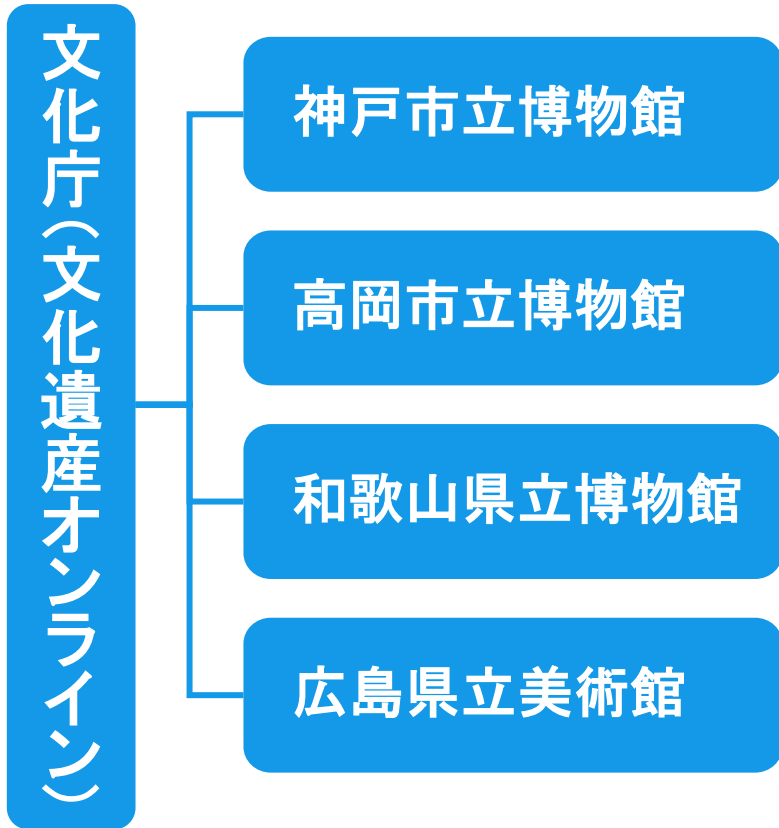 文化庁（文化遺産オンライン）
神戸市立博物館
高岡市立博物館
和歌山県立博物館
広島県立美術館